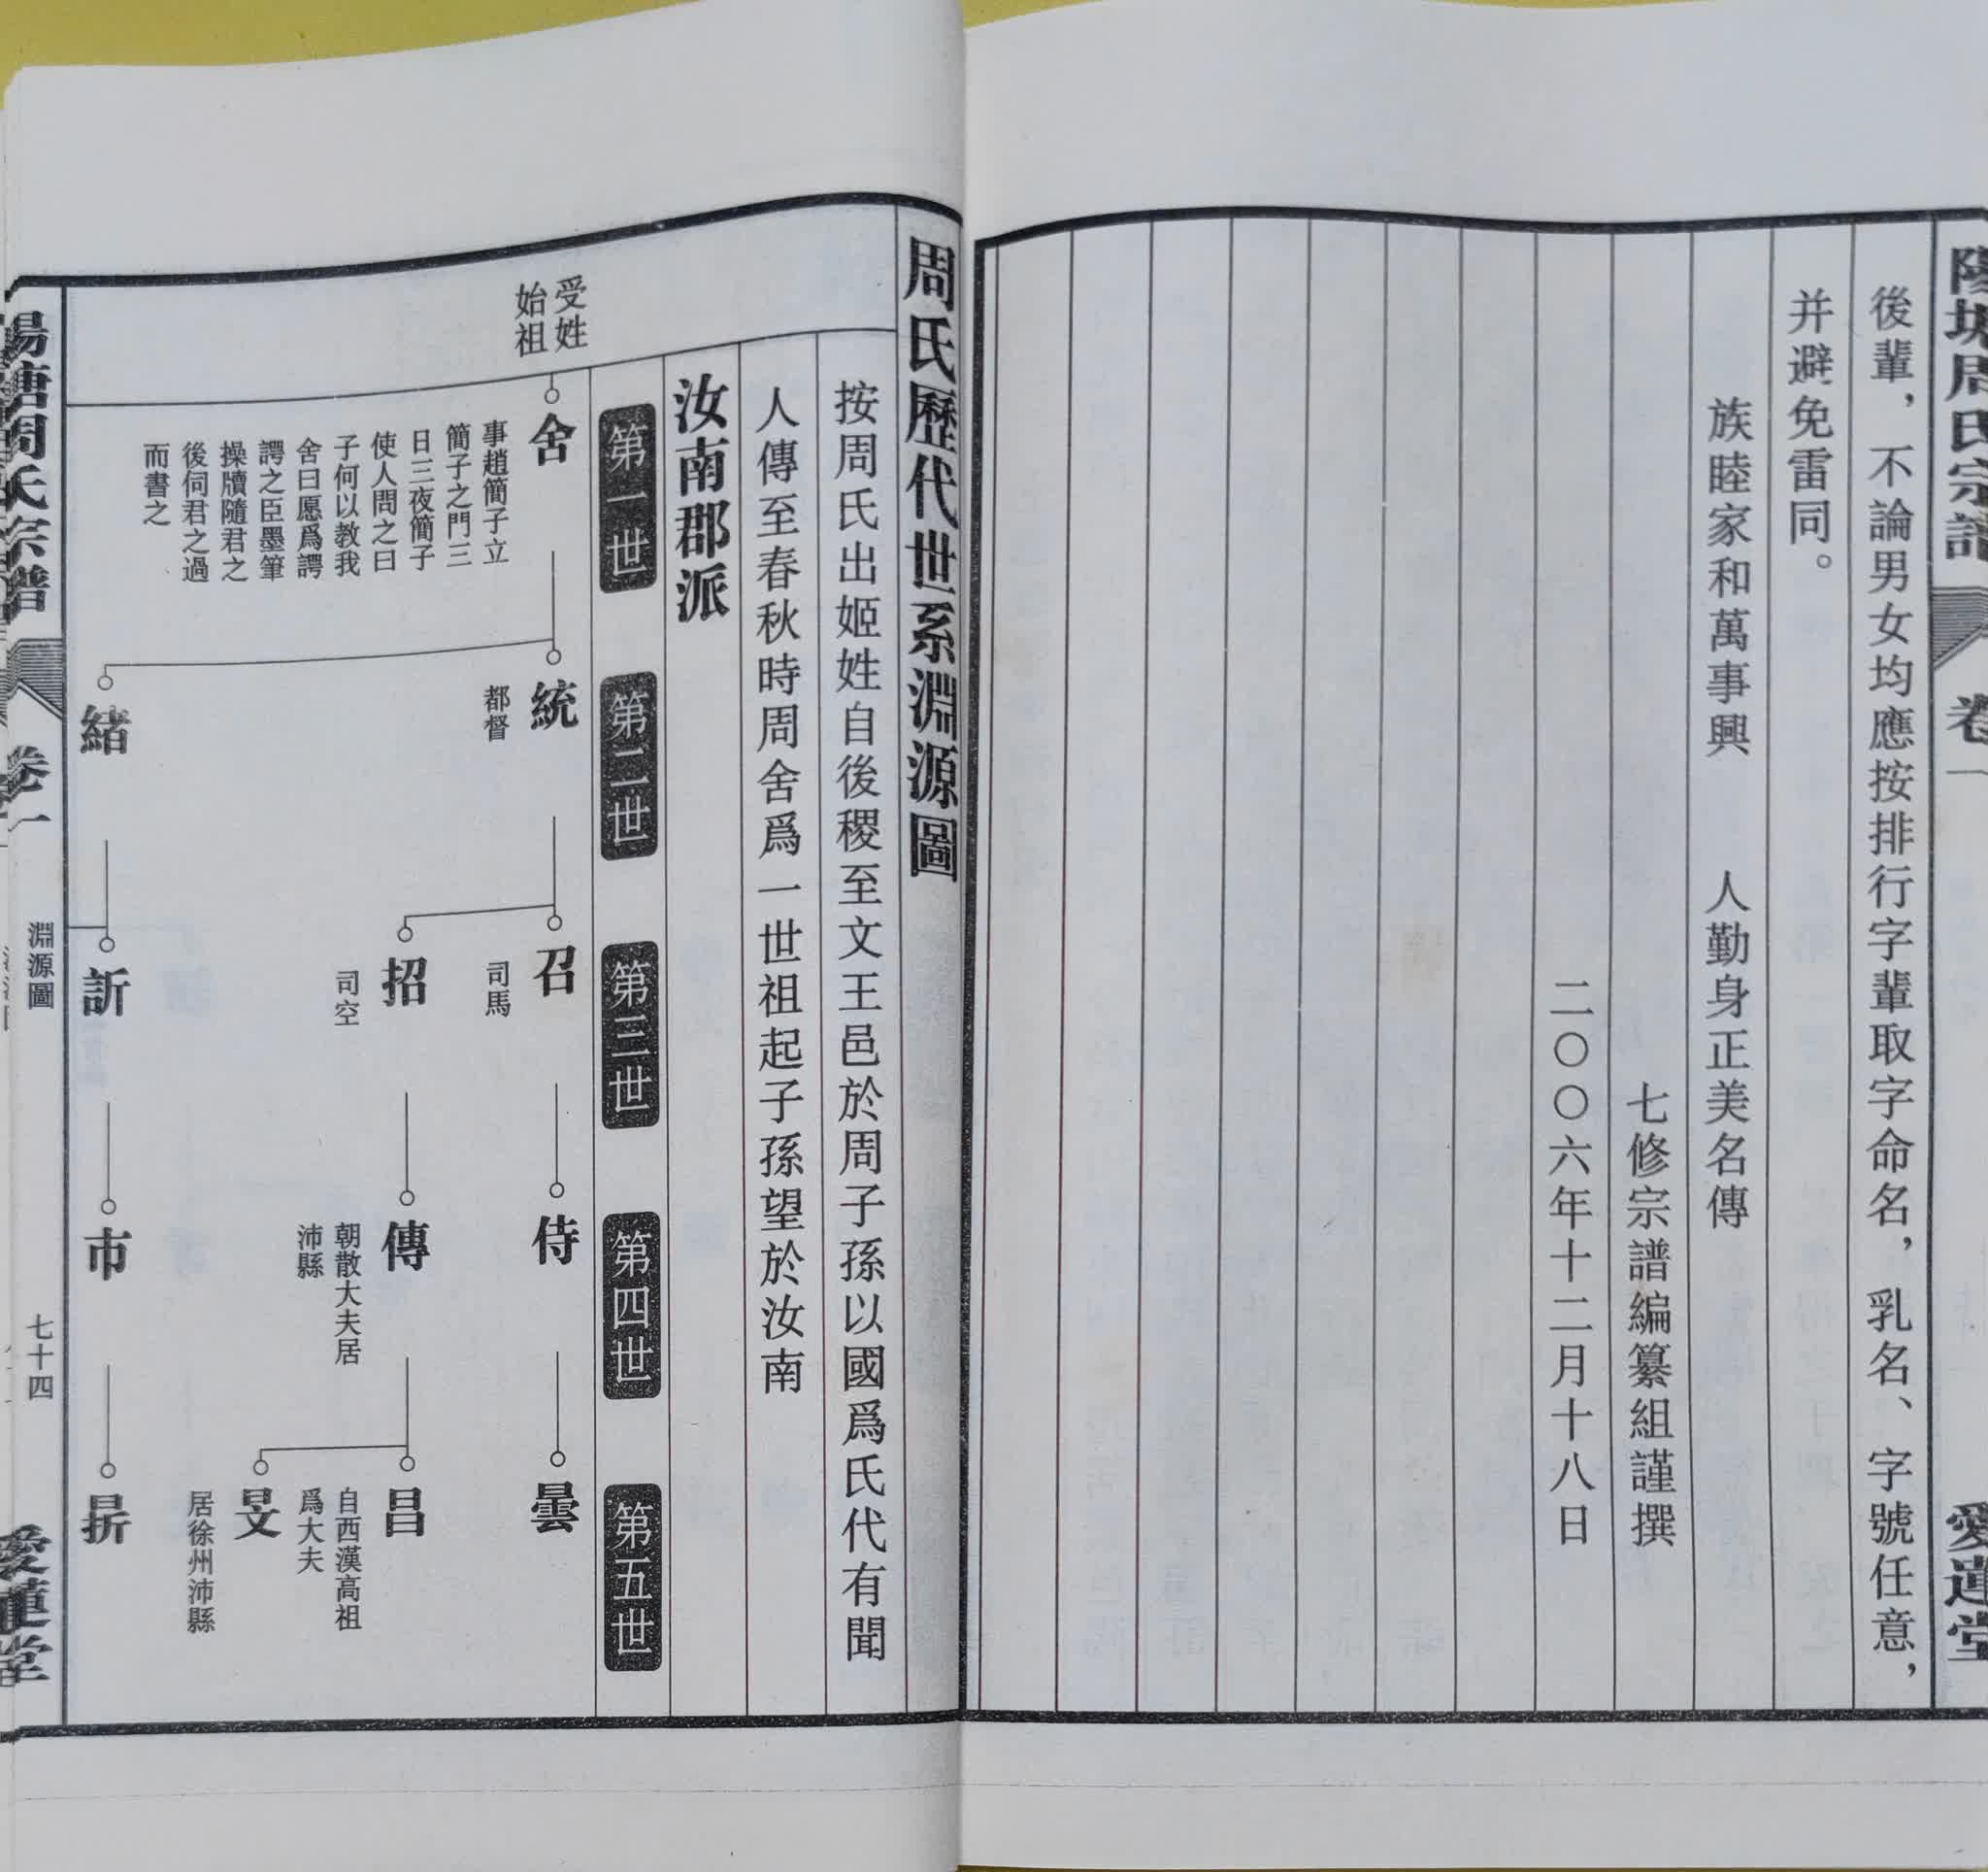 後輩，不論男女均應按排行字輩取字命名，乳名、字號任意，
并避免雷同。
族睦家和萬事興　人勤身正美名傳
七修宗譜編纂組謹撰
二〇〇六年十二月十八日
周氏宗譜
卷一
愛蓮堂
周氏歷代世系淵源圖
按周氏出姬姓自後稷至文王邑於周子孫以國爲氏代有聞
人傳至春秋時周舍爲一世祖起子孫望於汝南
汝南郡派
第一世
第二世
第三世
第四世
第五世
受姓
始祖
舍
事趙簡子立
簡子之門三
日三夜簡子
使人問之曰
子何以教我
舍曰愿爲諤
諤之臣墨筆
操牘隨君之
後伺君之過
而書之
統
都督
緒
召
司馬
招
司空
訢
侍
傳
朝散大夫居
沛縣
市
曇
昌
自西漢高祖
爲大夫
旻
居徐州沛縣
昕
塘周氏宗譜
卷一
淵源圖
七十四
愛蓮堂